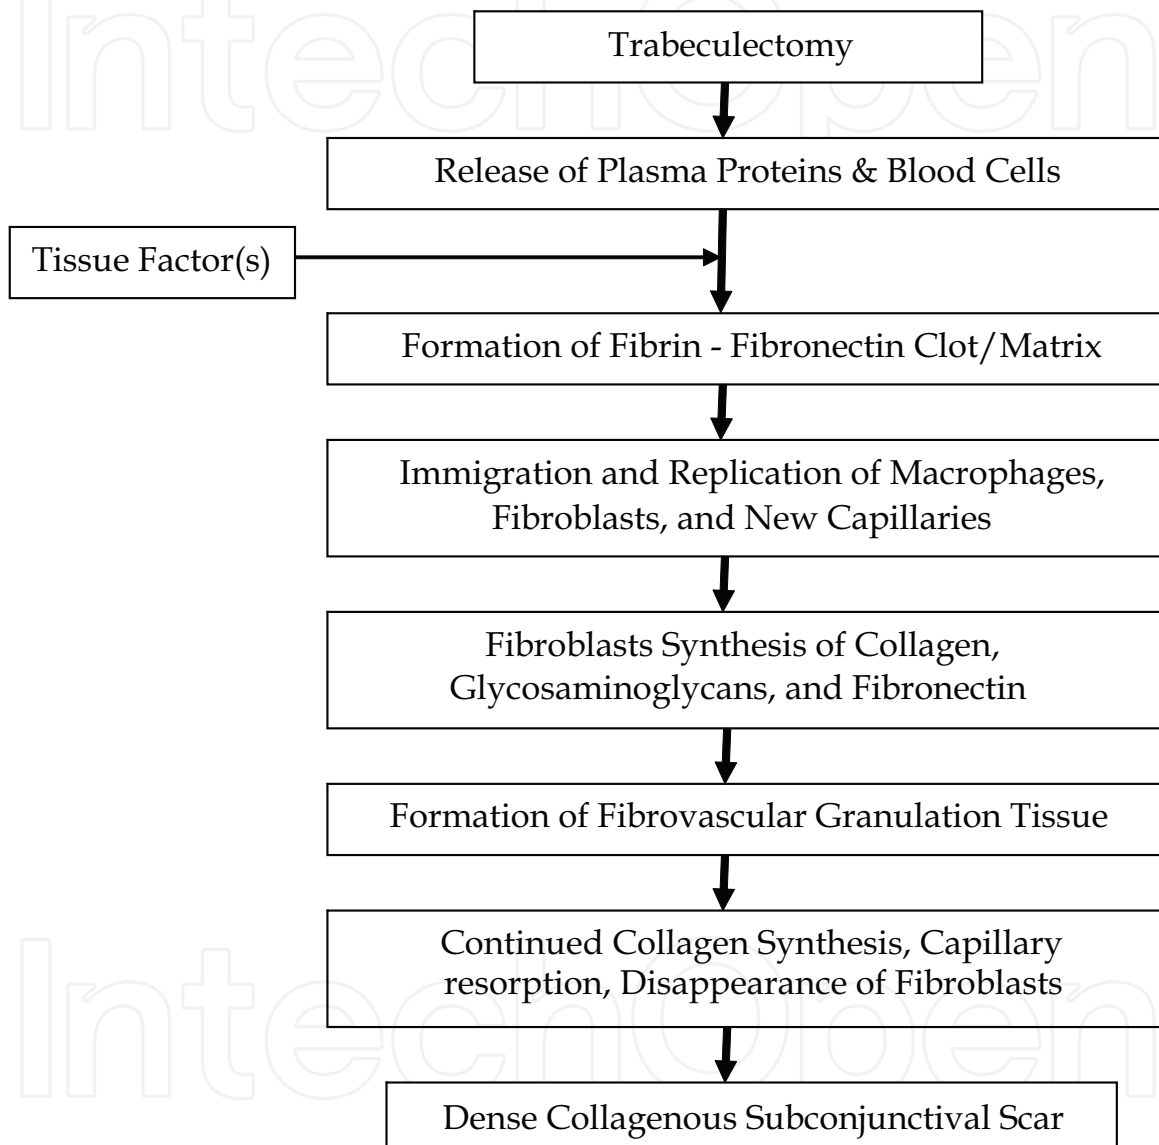 IntechOpen
Trabeculectomy
Release of Plasma Proteins & Blood Cells
Tissue Factor(s)
Formation of Fibrin - Fibronectin Clot/Matrix
Immigration and Replication of Macrophages,
Fibroblasts, and New Capillaries
Fibroblasts Synthesis of Collagen,
Glycosaminoglycans, and Fibronectin
Formation of Fibrovascular Granulation Tissue
Continued Collagen Synthesis, Capillary
resorption, Disappearance of Fibroblasts
IntechOpen
Dense Collagenous Subconjunctival Scar